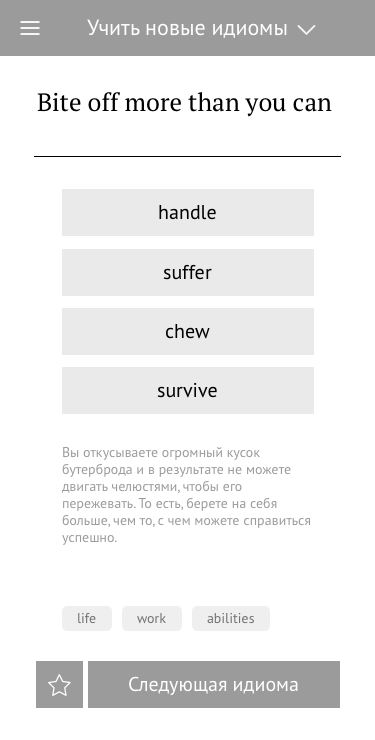 Учить новые идиомы
Bite off more than you can
handle
suffer
chew
survive
Вы откусываете огромный кусок
бутерброда и в результате не можете
двигать челюстями, чтобы его
пережевать. То есть, берете на себя
больше, чем то, с чем можете справиться
успешно.
life work abilities
Следующая идиома